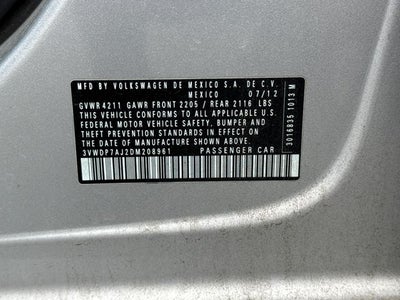 MFD BY VOLKSWAGEN DE MEXICO S.A. DE C.V.
MEXICO 07/12
GVWR 4211 GAWR FRONT 2205 / REAR 2116 LBS
THIS VEHICLE CONFORMS TO ALL APPLICABLE U.S.
FEDERAL MOTOR VEHICLE SAFETY, BUMPER AND
THEFT PREVENTION STANDARDS IN EFFECT ON
THE DATE OF MANUFACTURE SHOWN ABOVE.
3VWDP7AJ2DM208961 PASSENGER CAR
3016835 1013 M